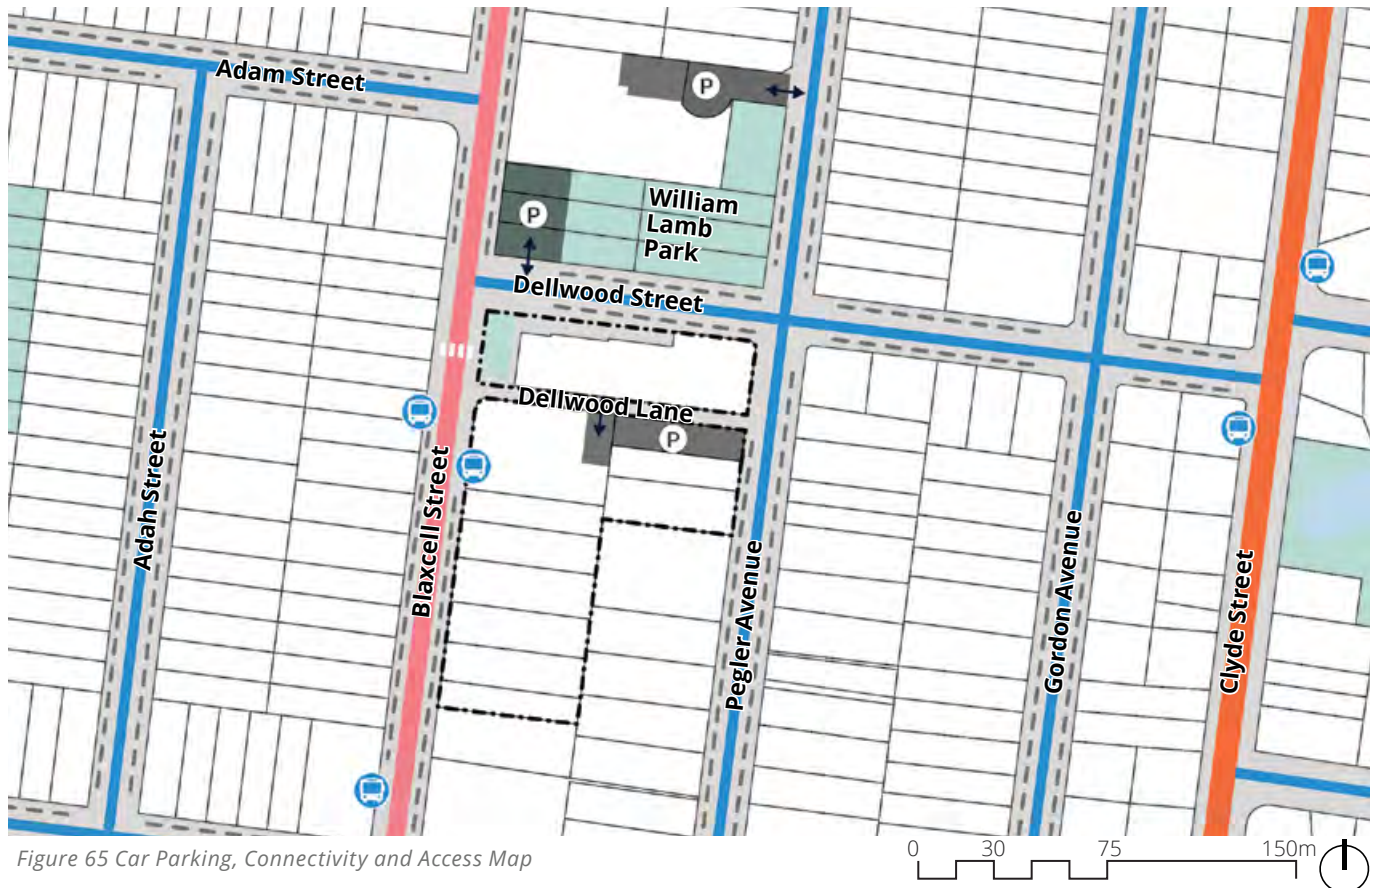 Adam Street
P
William
Lamb
Park
P
Dellwood Street
Dellwood Lane
P
Adah Street
Blaxcell Street
Pegler Avenue
Gordon Avenue
Clyde Street
Figure 65 Car Parking, Connectivity and Access Map
0 30 75 150m